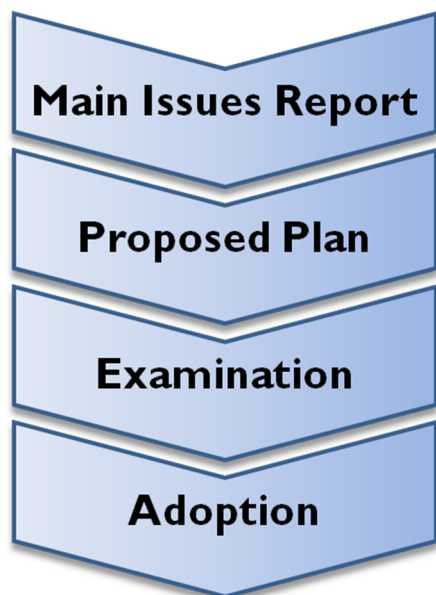 Main Issues Report
Proposed Plan
Examination
Adoption